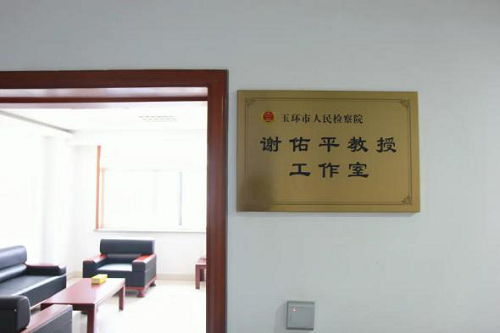 玉环市人民检察院
谢佑平教授
工作室